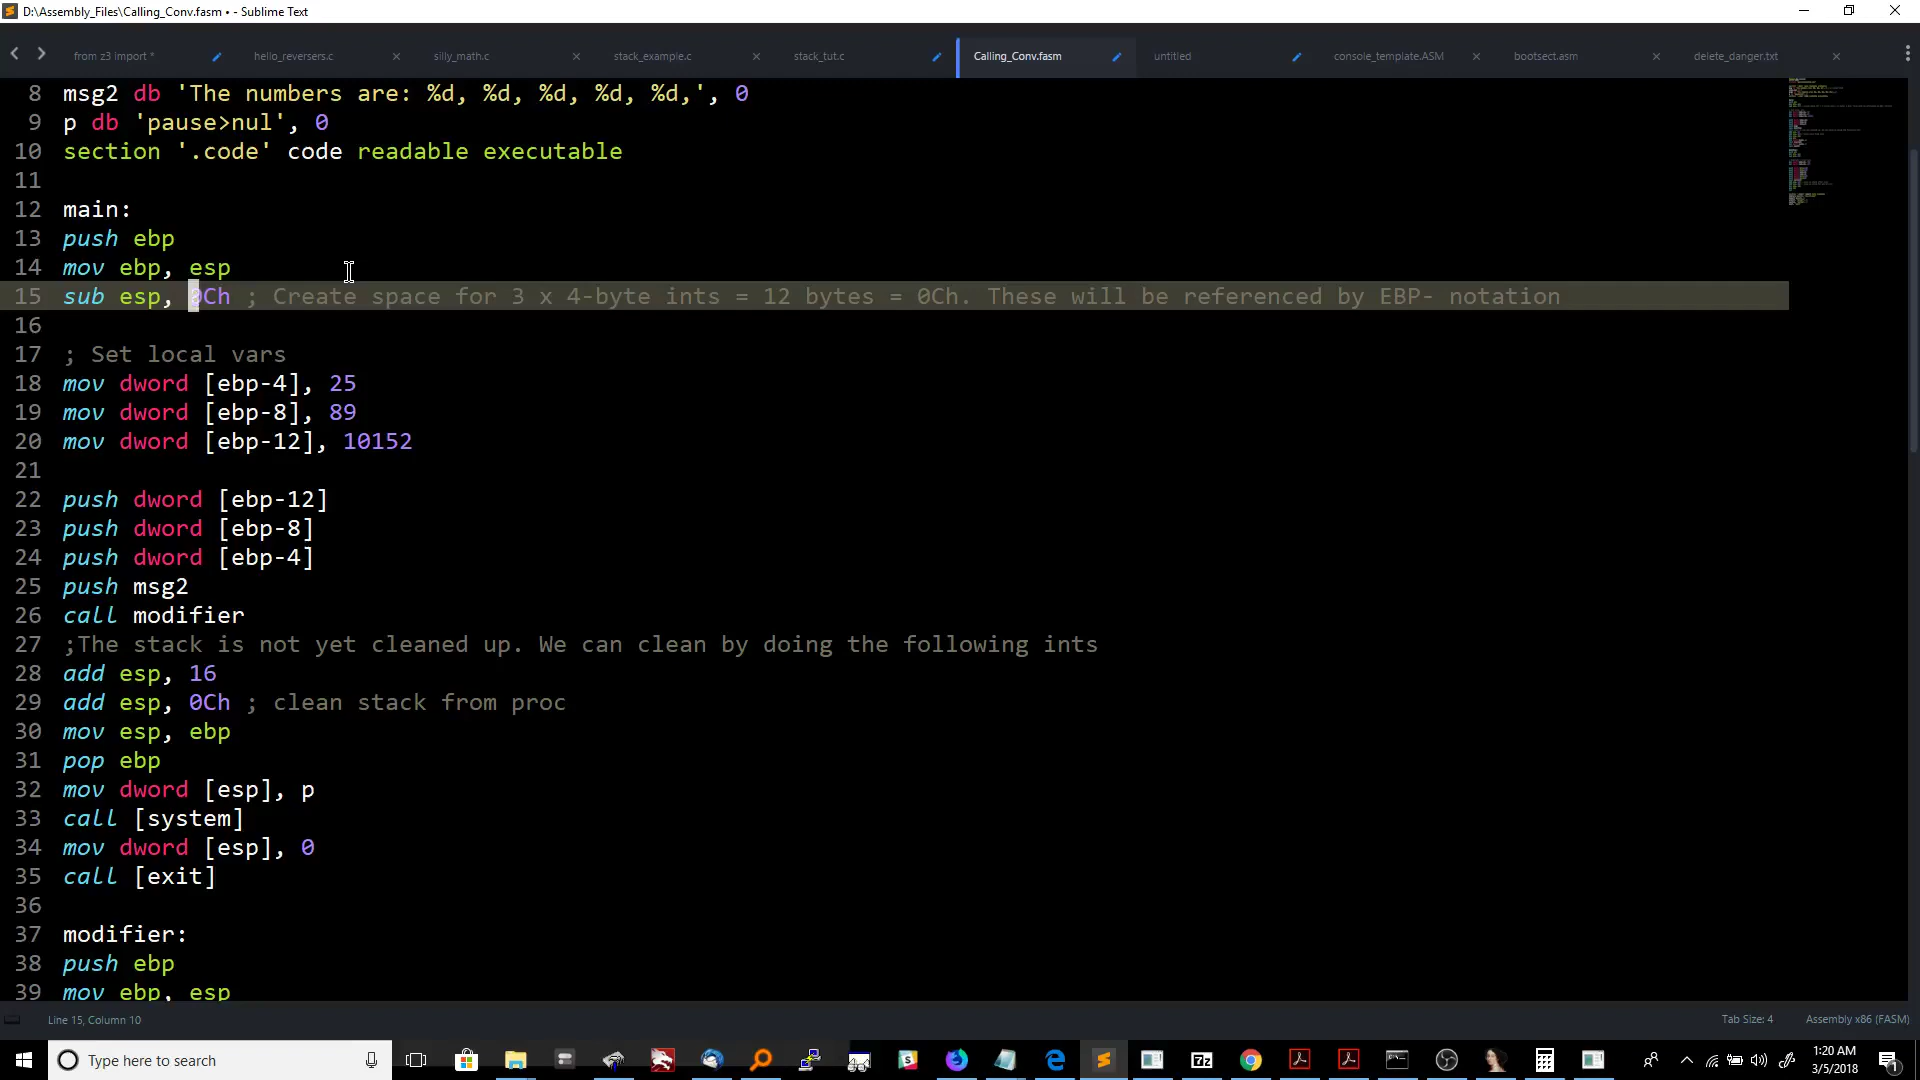 D:\Assembly_Files\Calling_Conv.fasm • - Sublime Text
from z3 import * hello_reversers.c silly_math.c stack_example.c stack_tut.c Calling_Conv.fasm untitled console_template.ASM bootsect.asm delete_danger.txt
8 msg2 db 'The numbers are: %d, %d, %d, %d, %d,', 0
9 p db 'pause>nul', 0
10 section '.code' code readable executable
11
12 main:
13 push ebp
14 mov ebp, esp
15 sub esp, 0Ch ; Create space for 3 x 4-byte ints = 12 bytes = 0Ch. These will be referenced by EBP- notation
16
17 ; Set local vars
18 mov dword [ebp-4], 25
19 mov dword [ebp-8], 89
20 mov dword [ebp-12], 10152
21
22 push dword [ebp-12]
23 push dword [ebp-8]
24 push dword [ebp-4]
25 push msg2
26 call modifier
27 ;The stack is not yet cleaned up. We can clean by doing the following ints
28 add esp, 16
29 add esp, 0Ch ; clean stack from proc
30 mov esp, ebp
31 pop ebp
32 mov dword [esp], p
33 call [system]
34 mov dword [esp], 0
35 call [exit]
36
37 modifier:
38 push ebp
39 mov ebp, esp
Line 15, Column 10 Tab Size: 4 Assembly x86 (FASM)
Type here to search 7z 1:20 AM
3/5/2018